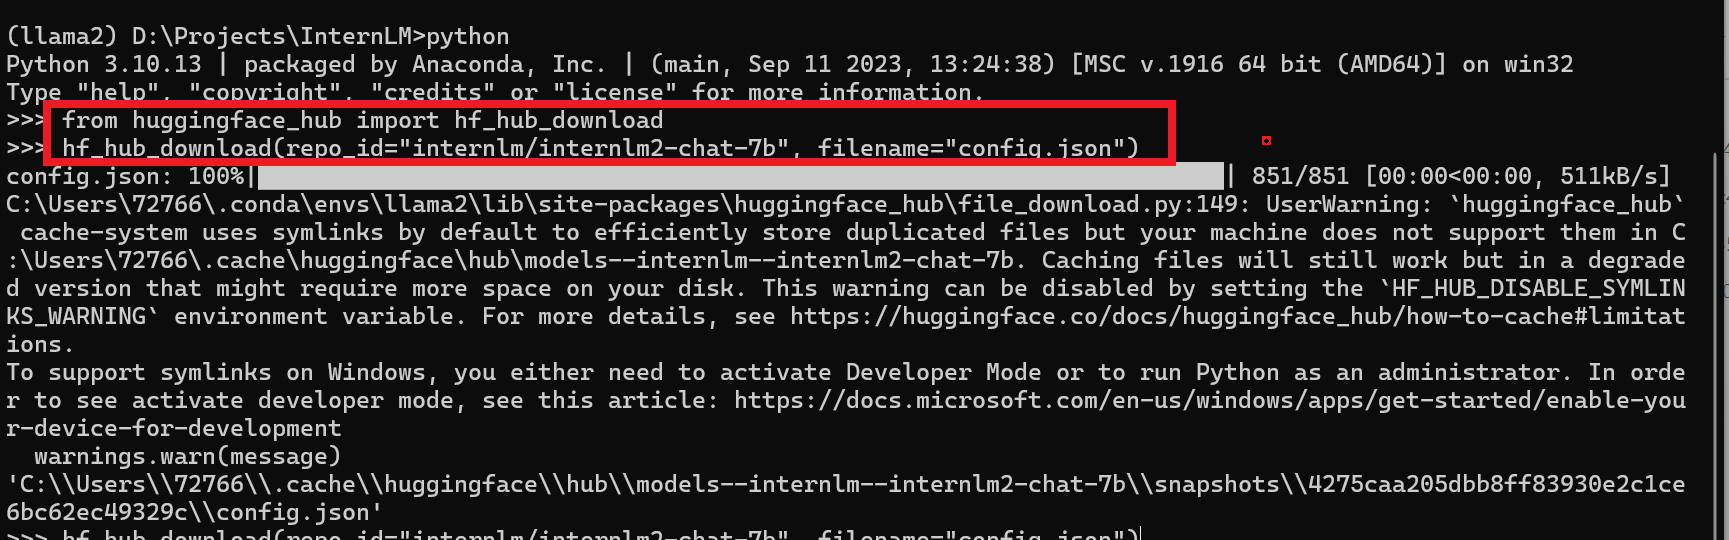 (llama2) D:\Projects\InternLM>python
Python 3.10.13 | packaged by Anaconda, Inc. | (main, Sep 11 2023, 13:24:38) [MSC v.1916 64 bit (AMD64)] on win32
Type "help", "copyright", "credits" or "license" for more information.
>>> from huggingface_hub import hf_hub_download
>>> hf_hub_download(repo_id="internlm/internlm2-chat-7b", filename="config.json")
config.json: 100%| | 851/851 [00:00<00:00, 511kB/s]
C:\Users\72766\.conda\envs\llama2\lib\site-packages\huggingface_hub\file_download.py:149: UserWarning: `huggingface_hub`
 cache-system uses symlinks by default to efficiently store duplicated files but your machine does not support them in C
:\Users\72766\.cache\huggingface\hub\models--internlm--internlm2-chat-7b. Caching files will still work but in a degrade
d version that might require more space on your disk. This warning can be disabled by setting the `HF_HUB_DISABLE_SYMLIN
KS_WARNING` environment variable. For more details, see https://huggingface.co/docs/huggingface_hub/how-to-cache#limitat
ions.
To support symlinks on Windows, you either need to activate Developer Mode or to run Python as an administrator. In orde
r to see activate developer mode, see this article: https://docs.microsoft.com/en-us/windows/apps/get-started/enable-you
r-device-for-development
  warnings.warn(message)
'C:\\Users\\72766\\.cache\\huggingface\\hub\\models--internlm--internlm2-chat-7b\\snapshots\\4275caa205dbb8ff83930e2c1ce
6bc62ec49329c\\config.json'
>>> hf_hub_download(repo_id="internlm/internlm2-chat-7b", filename="config.json")